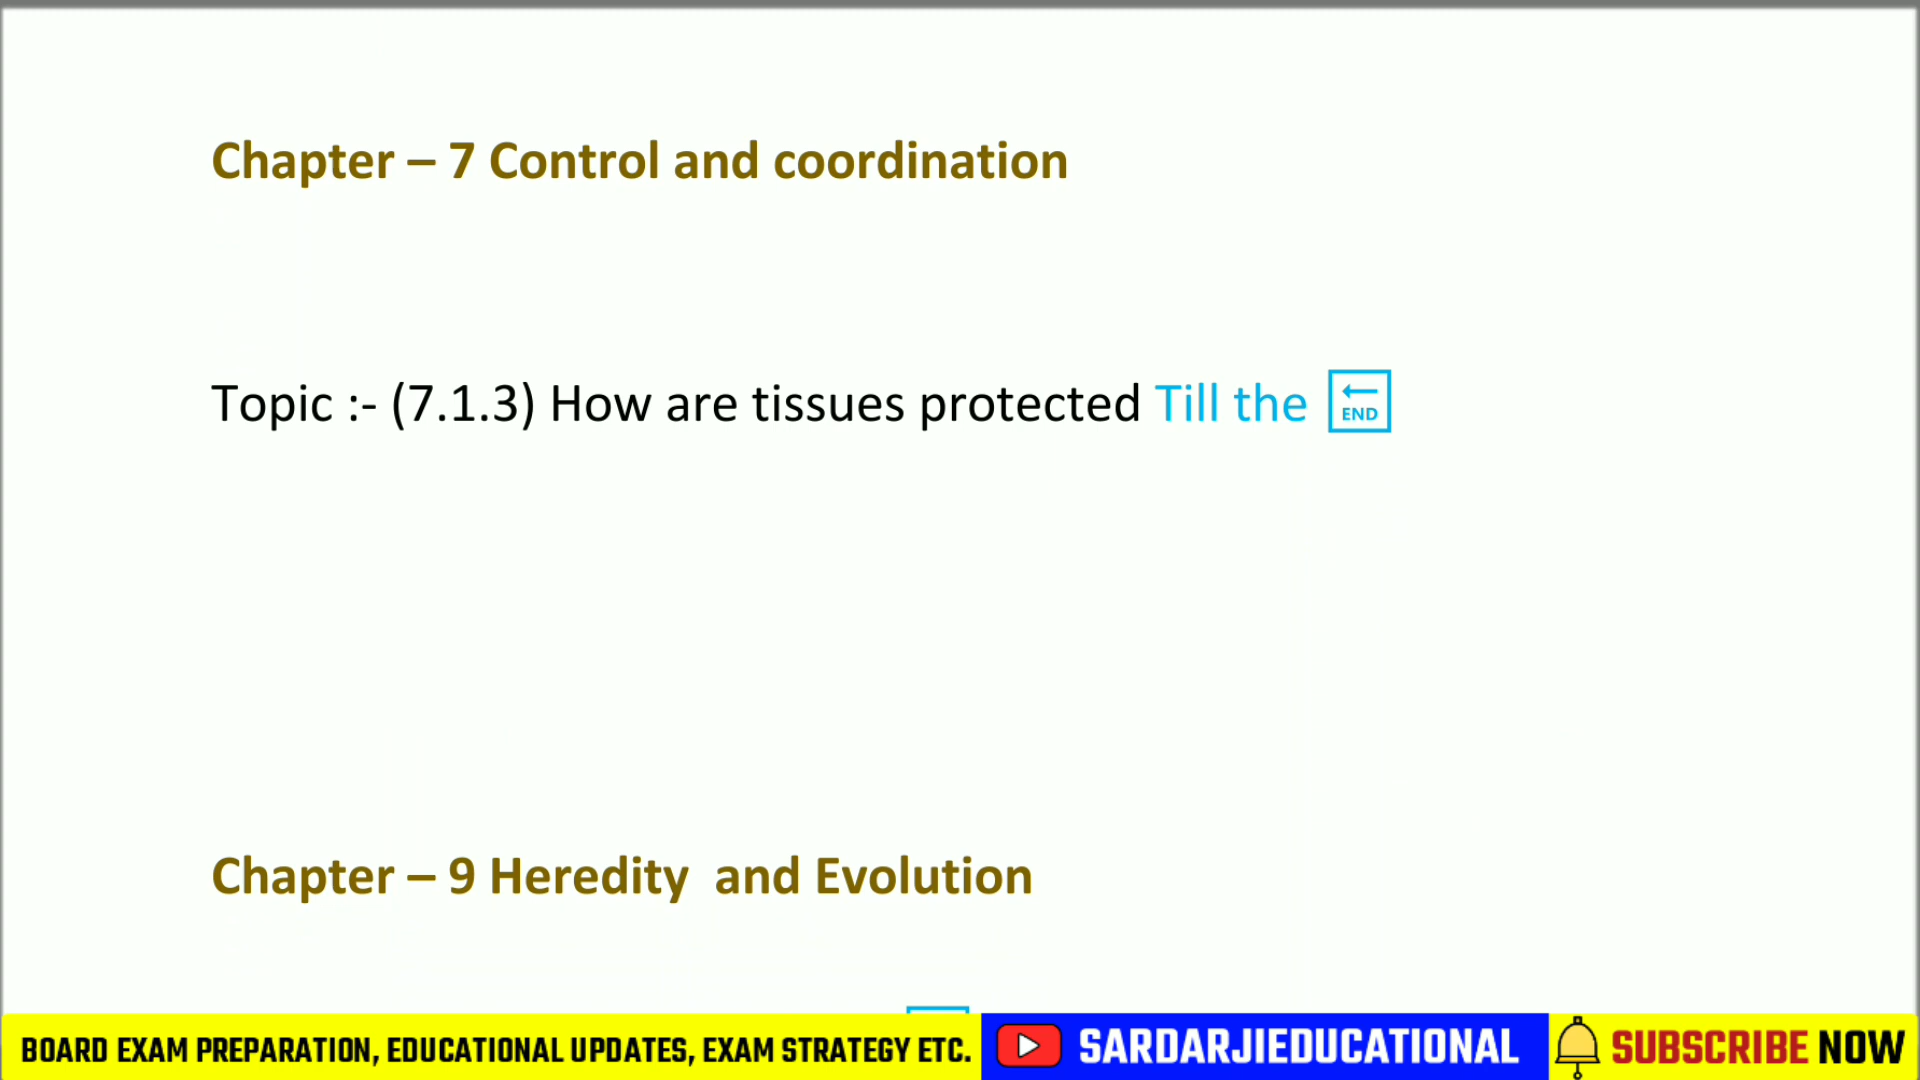 Chapter – 7 Control and coordination
Topic :- (7.1.3) How are tissues protected Till the END
Chapter – 9 Heredity  and Evolution
BOARD EXAM PREPARATION, EDUCATIONAL UPDATES, EXAM STRATEGY ETC. SARDARJIEDUCATIONAL SUBSCRIBE NOW